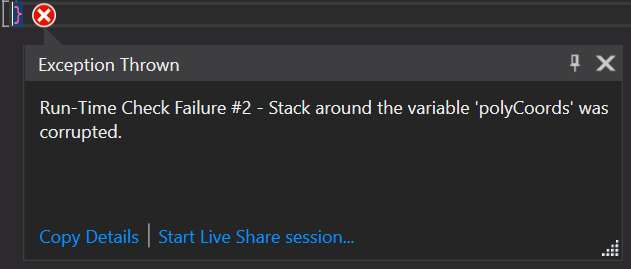 }
Exception Thrown
Run-Time Check Failure #2 - Stack around the variable 'polyCoords' was
corrupted.
Copy Details | Start Live Share session...